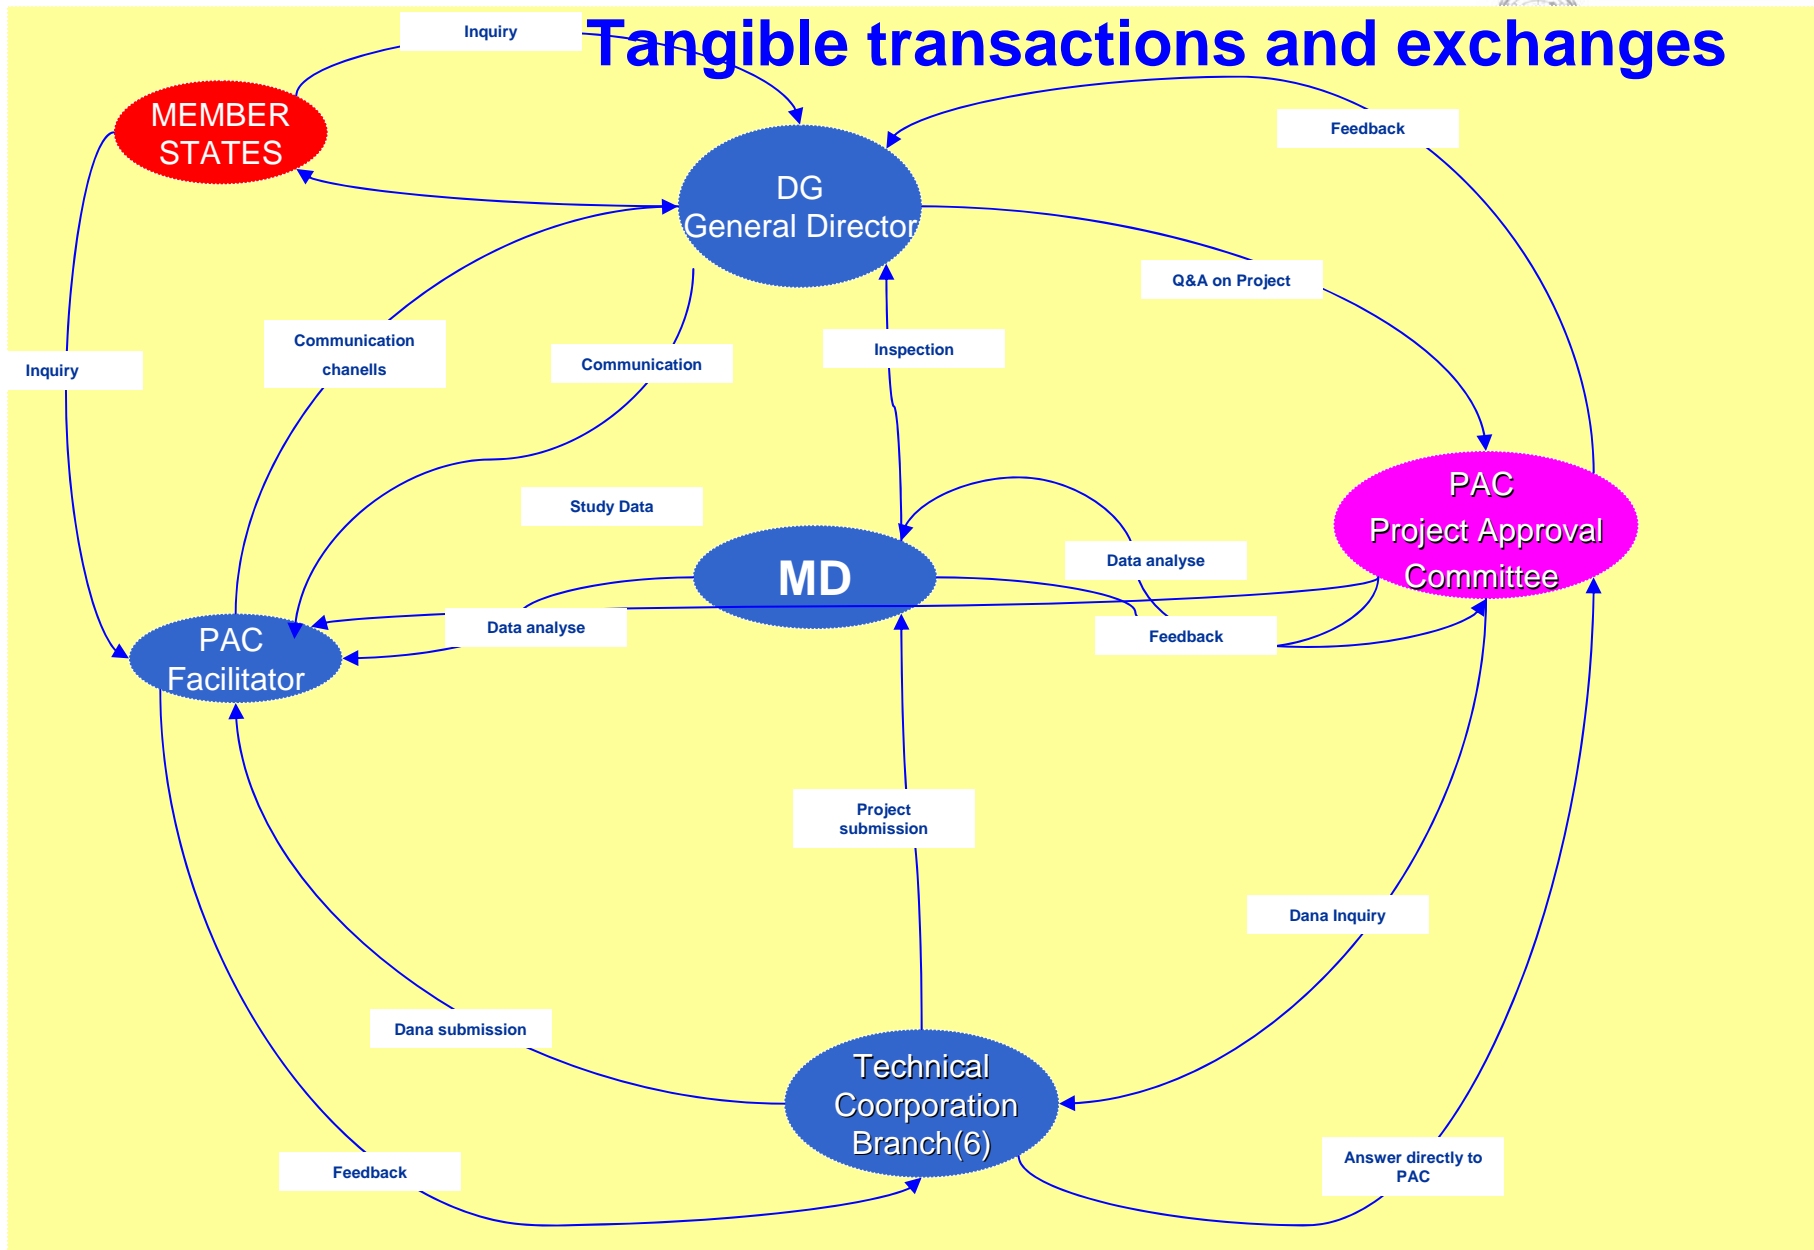 Tangible transactions and exchanges
Inquiry
MEMBER
STATES
Feedback
DG
General Director
Q&A on Project
Communication
chanells
Inspection
Communication
Inquiry
PAC
Project Approval
Committee
Study Data
MD
Data analyse
Data analyse
Feedback
PAC
Facilitator
Project
submission
Dana Inquiry
Dana submission
Technical
Coorporation
Branch(6)
Feedback
Answer directly to
PAC